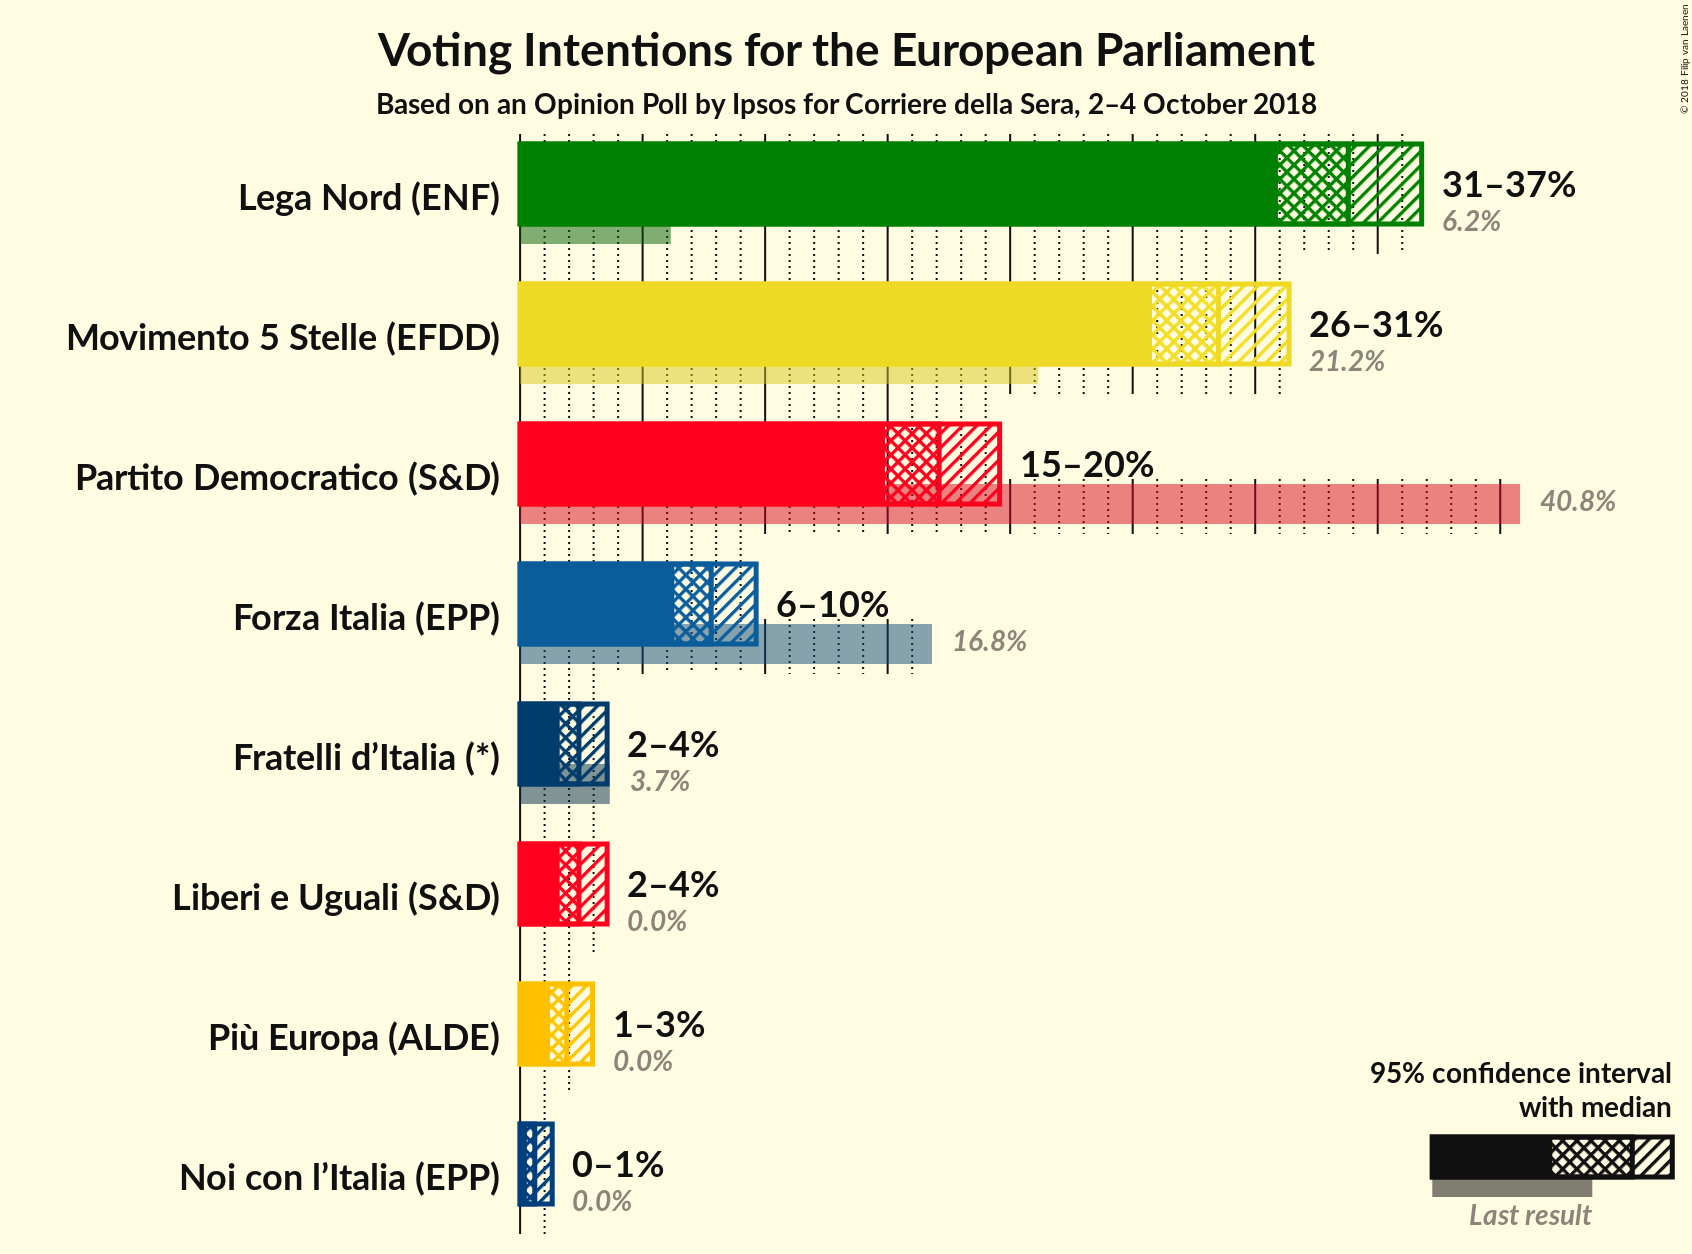 Voting Intentions for the European Parliament
Based on an Opinion Poll by Ipsos for Corriere della Sera, 2–4 October 2018
© 2018 Filip van Laenen
Lega Nord (ENF)
31–37%
6.2%
Movimento 5 Stelle (EFDD)
26–31%
21.2%
Partito Democratico (S&D)
15–20%
40.8%
Forza Italia (EPP)
6–10%
16.8%
Fratelli d’Italia (*)
2–4%
3.7%
Liberi e Uguali (S&D)
2–4%
0.0%
Più Europa (ALDE)
1–3%
0.0%
Noi con l’Italia (EPP)
0–1%
0.0%
95% confidence interval
with median
Last result